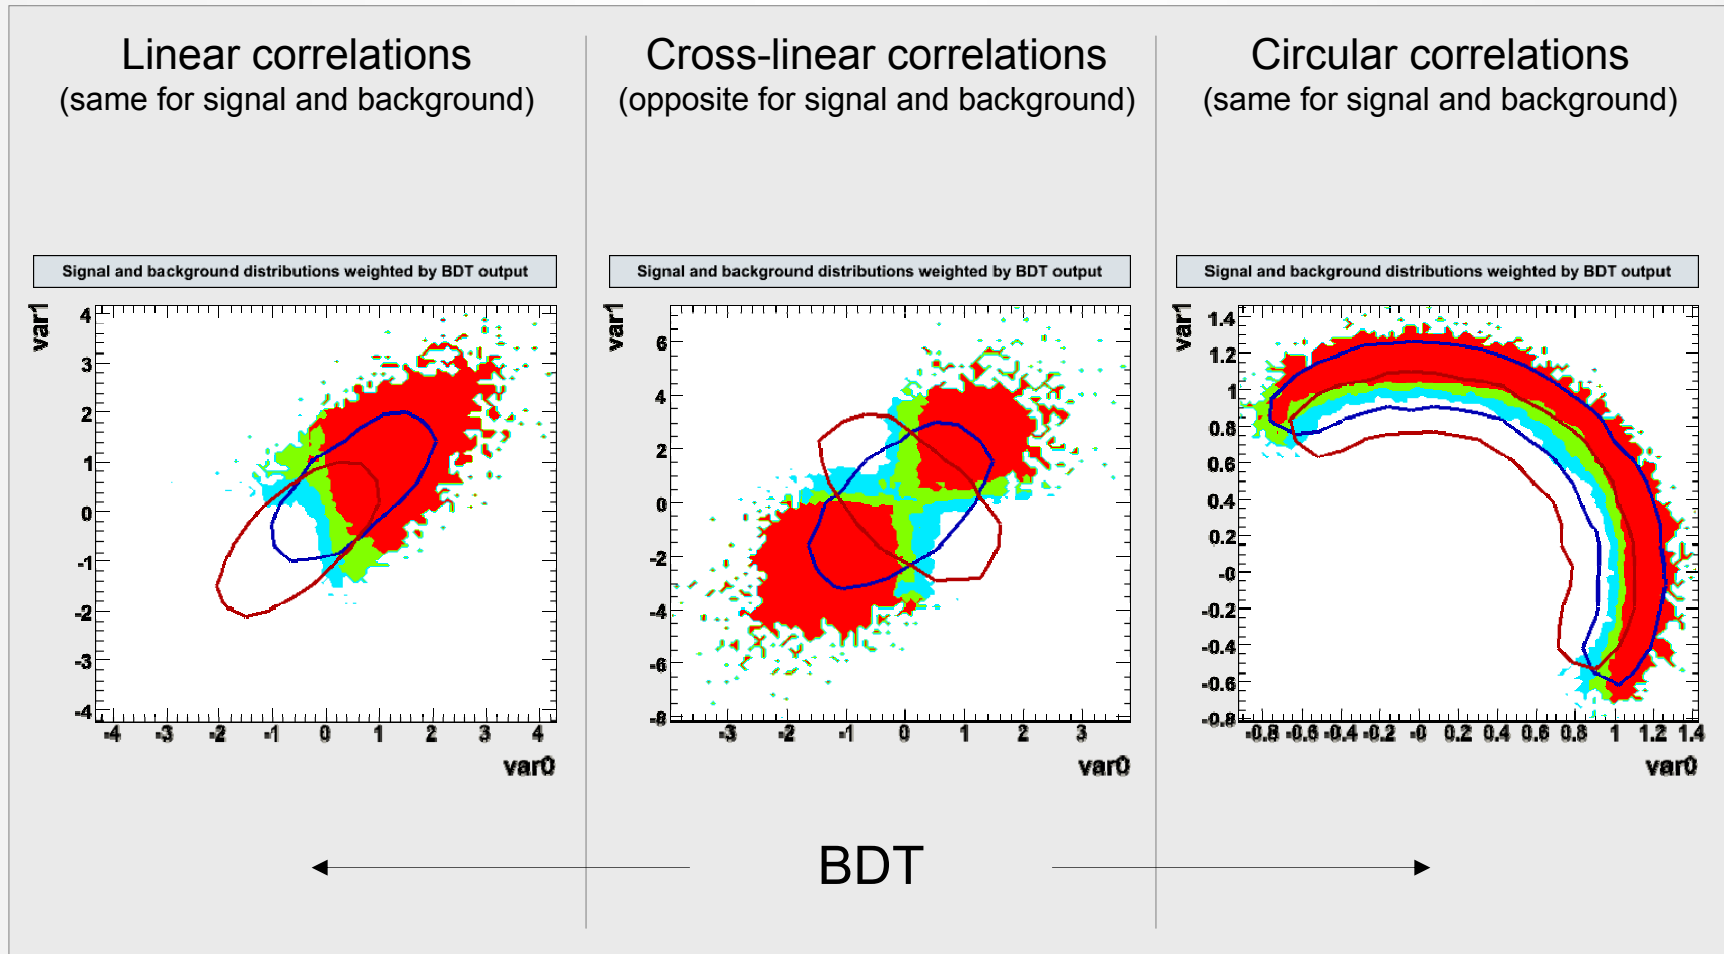 Linear correlations
(same for signal and background)
Cross-linear correlations
(opposite for signal and background)
Circular correlations
(same for signal and background)
Signal and background distributions weighted by BDT output
var1
4
3
2
1
0
-1
-2
-3
-4
-4 -3 -2 -1 0 1 2 3 4
var0
Signal and background distributions weighted by BDT output
var1
6
4
2
0
-2
-4
-6
-8
-3 -2 -1 0 1 2 3
var0
Signal and background distributions weighted by BDT output
var1
1.4
1.2
1
0.8
0.6
0.4
0.2
-0
-0.2
-0.4
-0.6
-0.8
-0.8 -0.6 -0.4 -0.2 -0 0.2 0.4 0.6 0.8 1 1.2 1.4
var0
BDT